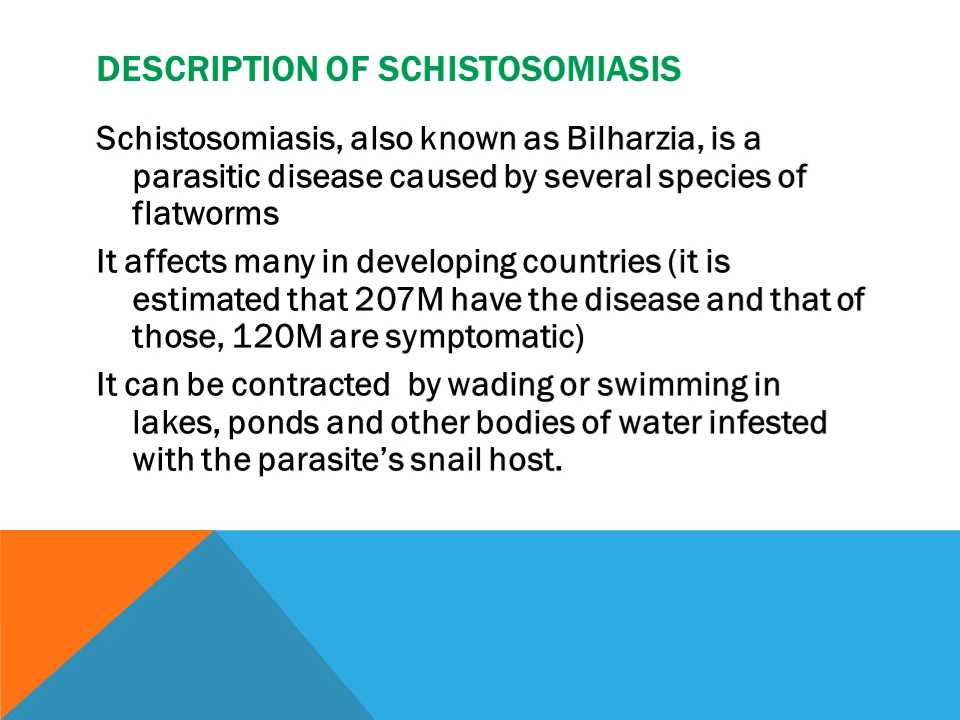 DESCRIPTION OF SCHISTOSOMIASIS
Schistosomiasis, also known as Bilharzia, is a
parasitic disease caused by several species of
flatworms
It affects many in developing countries (it is
estimated that 207M have the disease and that of
those, 120M are symptomatic)
It can be contracted  by wading or swimming in
lakes, ponds and other bodies of water infested
with the parasite’s snail host.